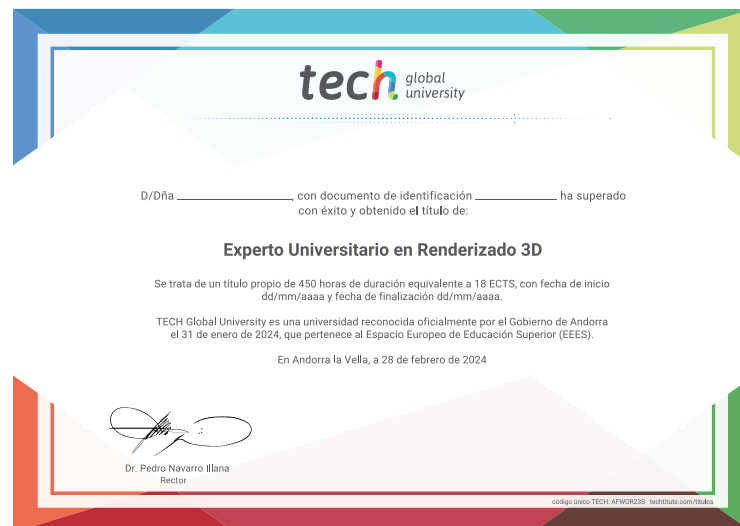 tech global university
D/Dña ______________________, con documento de identificación ________________ ha superado
con éxito y obtenido el título de:
Experto Universitario en Renderizado 3D
Se trata de un título propio de 450 horas de duración equivalente a 18 ECTS, con fecha de inicio
dd/mm/aaaa y fecha de finalización dd/mm/aaaa.
TECH Global University es una universidad reconocida oficialmente por el Gobierno de Andorra
el 31 de enero de 2024, que pertenece al Espacio Europeo de Educación Superior (EEES).
En Andorra la Vella, a 28 de febrero de 2024
Dr. Pedro Navarro Illana
Rector
código único TECH: AFWOR23S techtitute.com/titulos